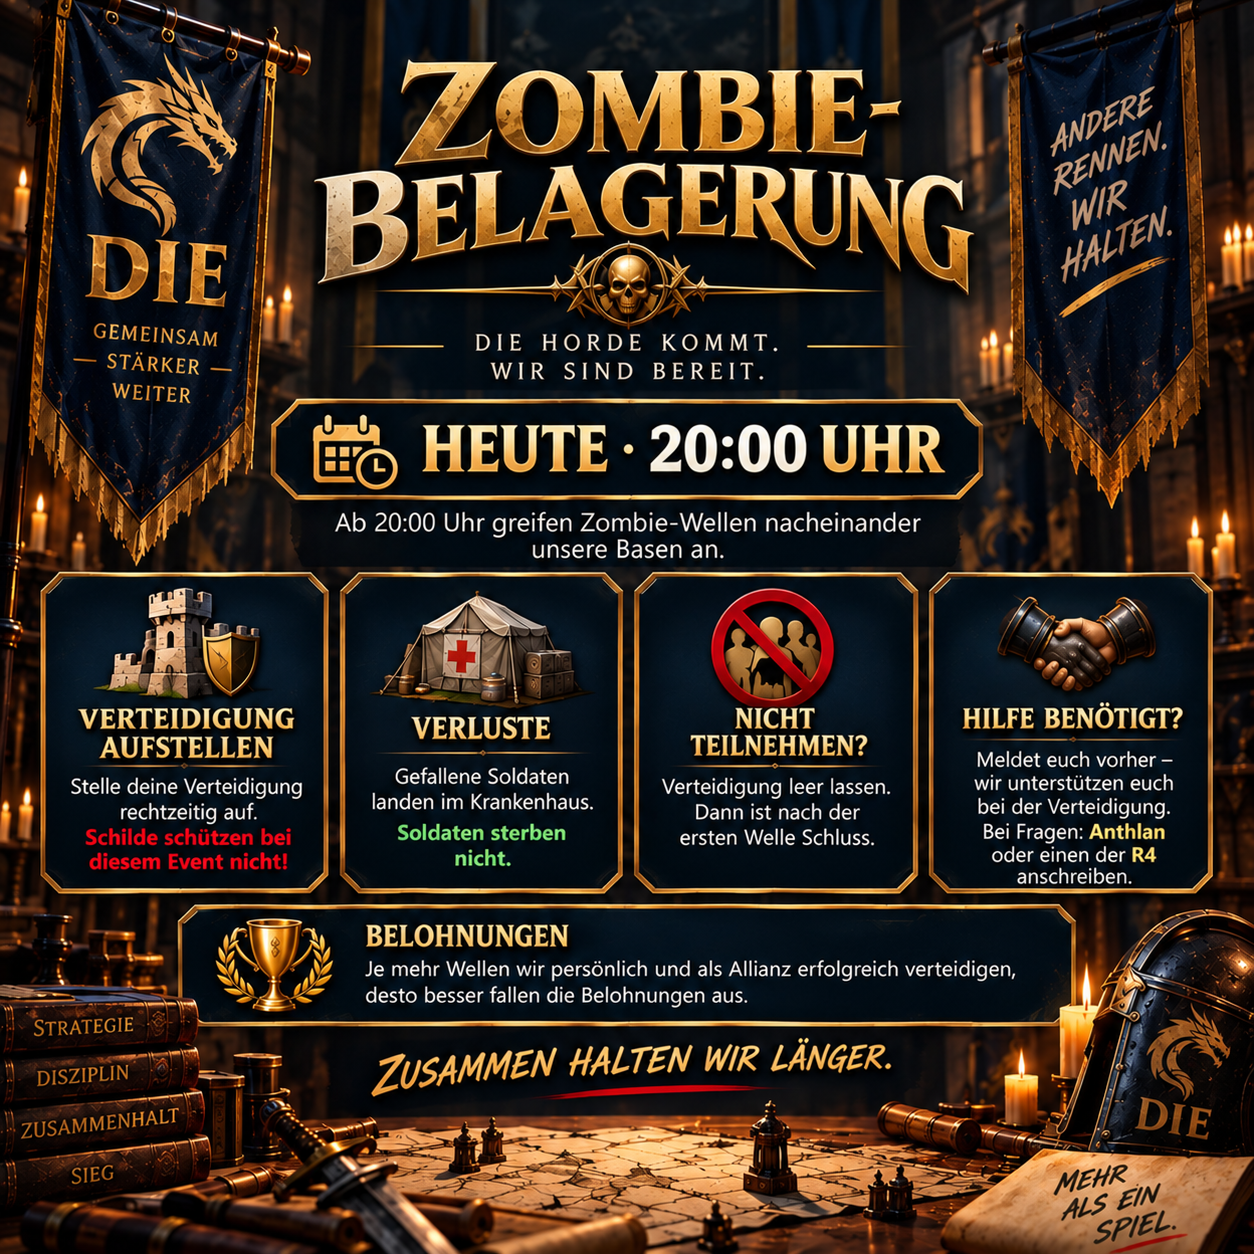 ZOMBIE-
BELAGERUNG
DIE HORDE KOMMT.
WIR SIND BEREIT.
DIE
GEMEINSAM
STÄRKER
WEITER
ANDERE
RENNEN.
WIR
HALTEN.
HEUTE · 20:00 UHR
Ab 20:00 Uhr greifen Zombie-Wellen nacheinander
unsere Basen an.
VERTEIDIGUNG
AUFSTELLEN
Stelle deine Verteidigung
rechtzeitig auf.
Schilde schützen bei
diesem Event nicht!
VERLUSTE
Gefallene Soldaten
landen im Krankenhaus.
Soldaten sterben
nicht.
NICHT
TEILNEHMEN?
Verteidigung leer lassen.
Dann ist nach der
ersten Welle Schluss.
HILFE BENÖTIGT?
Meldet euch vorher –
wir unterstützen euch
bei der Verteidigung.
Bei Fragen: Anthlan
oder einen der R4
anschreiben.
BELOHNUNGEN
Je mehr Wellen wir persönlich und als Allianz erfolgreich verteidigen,
desto besser fallen die Belohnungen aus.
ZUSAMMEN HALTEN WIR LÄNGER.
STRATEGIE
DISZIPLIN
ZUSAMMENHALT
SIEG
DIE
MEHR
ALS EIN
SPIEL.